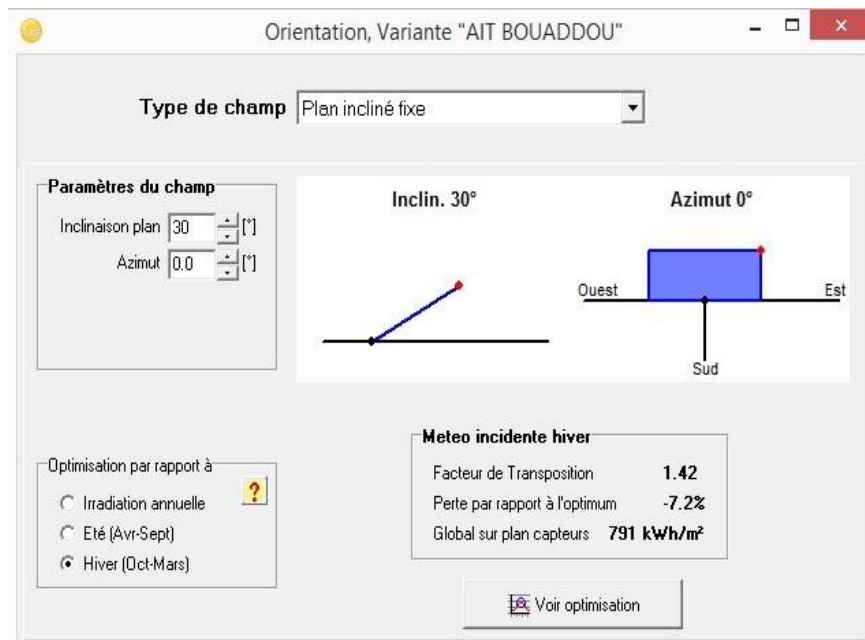 Orientation, Variante "AIT BOUADDOU"
Type de champ Plan incliné fixe
Paramètres du champ
Inclinaison plan 30 [°]
Azimut 0.0 [°]
Inclin. 30°
Azimut 0°
Ouest
Est
Sud
Optimisation par rapport à
?
Irradiation annuelle
Eté (Avr-Sept)
Hiver (Oct-Mars)
Meteo incidente hiver
Facteur de Transposition 1.42
Perte par rapport à l'optimum -7.2%
Global sur plan capteurs 791 kWh/m²
Voir optimisation